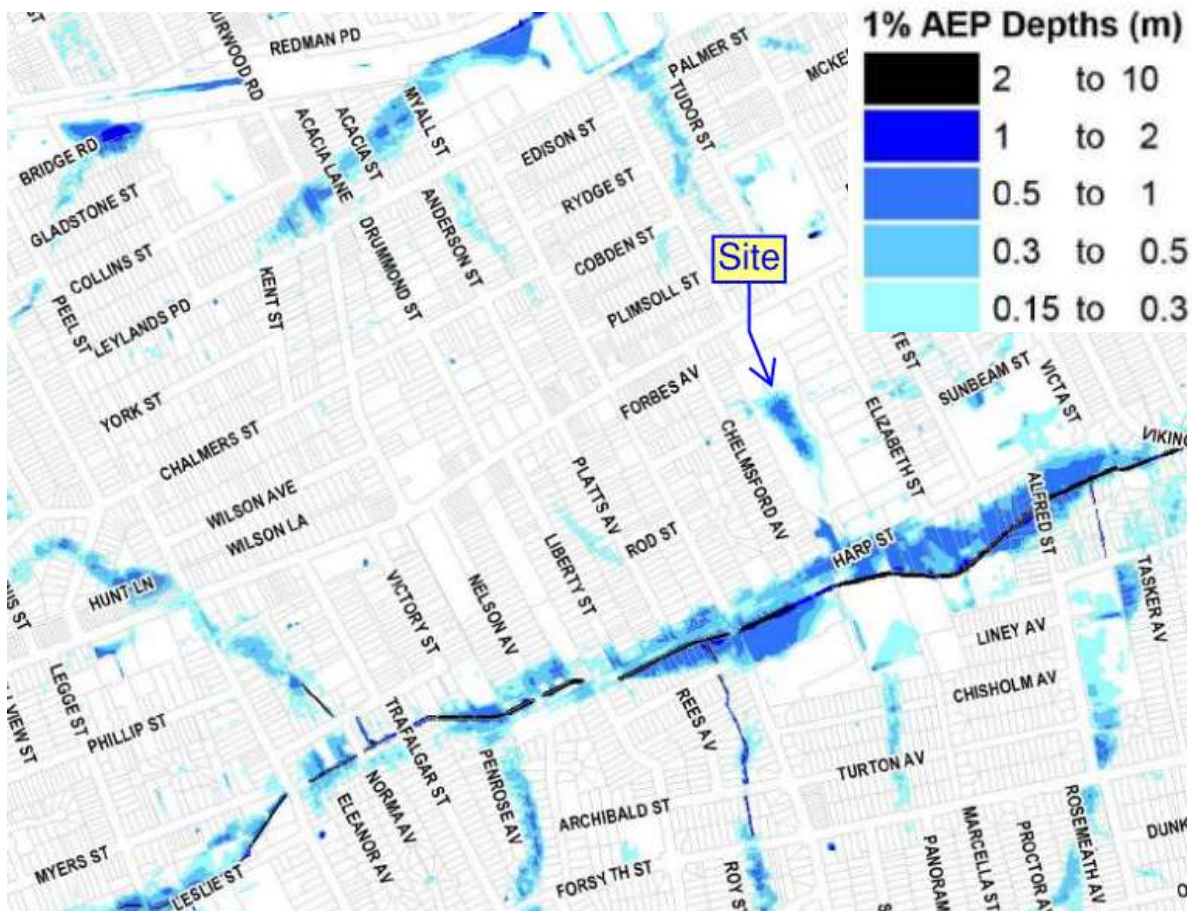 REDMAN PD
PALMER ST
TUDOR ST
MYALL ST
ACACIA ST
ACACIA LANE
BRIDGE RD
EDISON ST
GLADSTONE ST
RYDGE ST
ANDERSON ST
DRUMMOND ST
COLLINS ST
COBDEN ST
KENT ST
PEEL ST
LEYLANDS PD
PLIMSOLL ST
Site
1% AEP Depths (m)
2 to 10
1 to 2
0.5 to 1
0.3 to 0.5
0.15 to 0.3
SUNBEAM ST
VICTA ST
FORBES AV
YORK ST
ELIZABETH ST
CHELMSFORD AV
CHALMERS ST
VIKING
PLATTS AV
WILSON AVE
ROD ST
WILSON LA
ALFRED ST
LIBERTY ST
HARP ST
HUNT LN
VICTORY ST
NELSON AV
TASKER AV
LINEY AV
LEGGE ST
PHILLIP ST
CHISHOLM AV
REES AV
TRAFALGAR ST
PENROSE AV
TURTON AV
NORMA AV
ELEANOR AV
ARCHIBALD ST
ROSEMEATH AV
MARCELLA ST
PROCTOR AV
PANORAM
DUNK
MYERS ST
FORSYTH ST
LESLIE ST
ROY ST